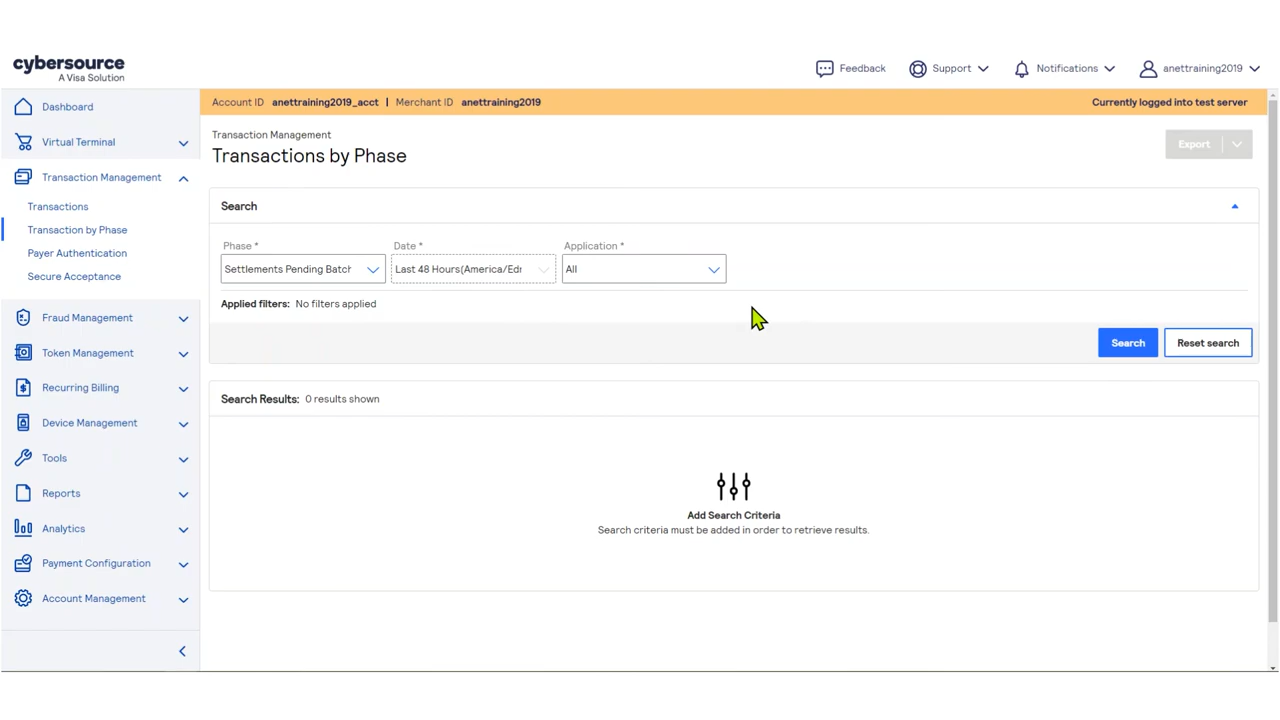 cybersource
A Visa Solution
Feedback
Support
Notifications
anettraining2019
Dashboard
Virtual Terminal
Transaction Management
Transactions
Transaction by Phase
Payer Authentication
Secure Acceptance
Fraud Management
Token Management
Recurring Billing
Device Management
Tools
Reports
Analytics
Payment Configuration
Account Management
Account ID anettraining2019_acct | Merchant ID anettraining2019
Currently logged into test server
Transaction Management
Transactions by Phase
Export
Search
Phase * Date * Application *
Settlements Pending Batch Last 48 Hours(America/Edr All
Applied filters: No filters applied
Search Reset search
Search Results: 0 results shown
Add Search Criteria
Search criteria must be added in order to retrieve results.